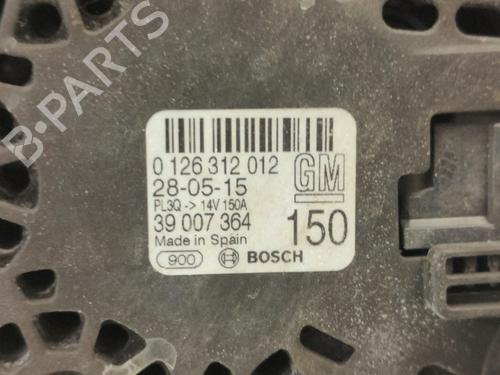 B-PARTS
0 126 312 012
28-05-15
GM
PL3Q -> 14V 150A
39 007 364
150
Made in Spain
900
BOSCH